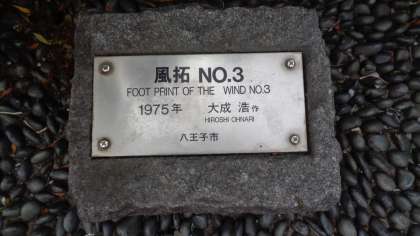 風拓 NO.3
FOOT PRINT OF THE WIND NO.3
1975年 大成 浩 作
HIROSHI OHNARI
八王子市